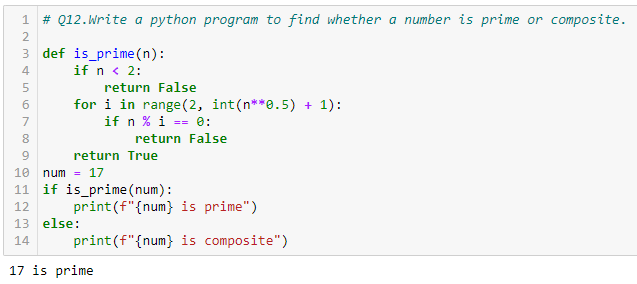 1 # Q12.Write a python program to find whether a number is prime or composite.
2
3 def is_prime(n):
4     if n < 2:
5         return False
6     for i in range(2, int(n**0.5) + 1):
7         if n % i == 0:
8             return False
9     return True
10 num = 17
11 if is_prime(num):
12     print(f"{num} is prime")
13 else:
14     print(f"{num} is composite")
17 is prime